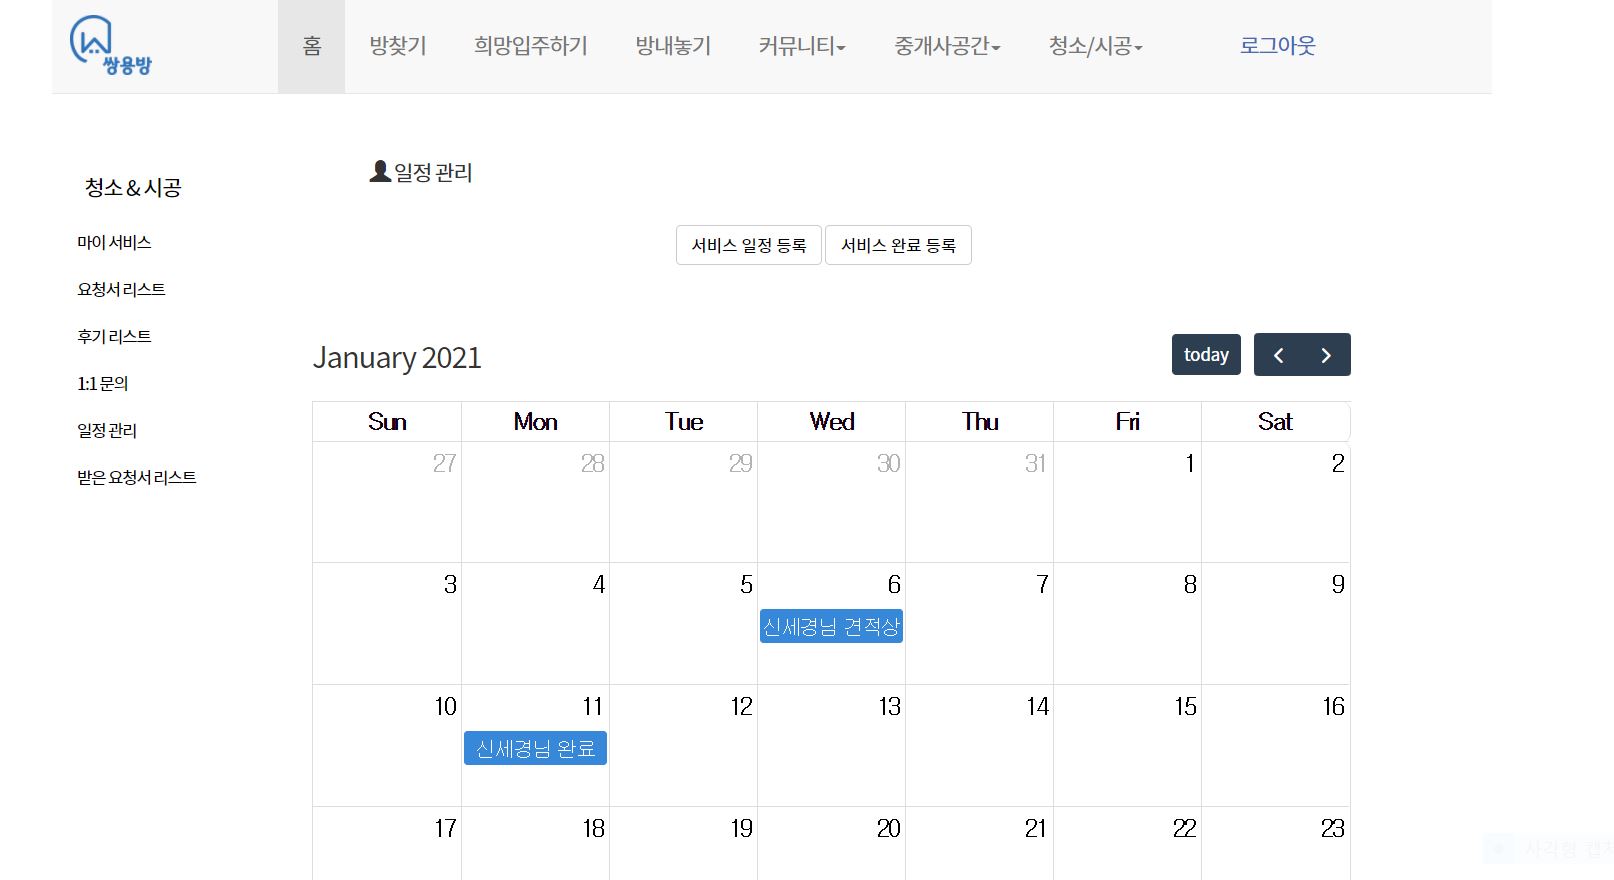 쌍용방
홈 방찾기 희망입주하기 방내놓기 커뮤니티 중개사공간 청소/시공 로그아웃
청소 & 시공
마이 서비스
요청서 리스트
후기 리스트
1:1 문의
일정 관리
받은 요청서 리스트
일정 관리
서비스 일정 등록 서비스 완료 등록
January 2021 today
Sun Mon Tue Wed Thu Fri Sat
27 28 29 30 31 1 2
3 4 5 6 7 8 9
신세경님 견적상
10 11 12 13 14 15 16
신세경님 완료
17 18 19 20 21 22 23
사각형